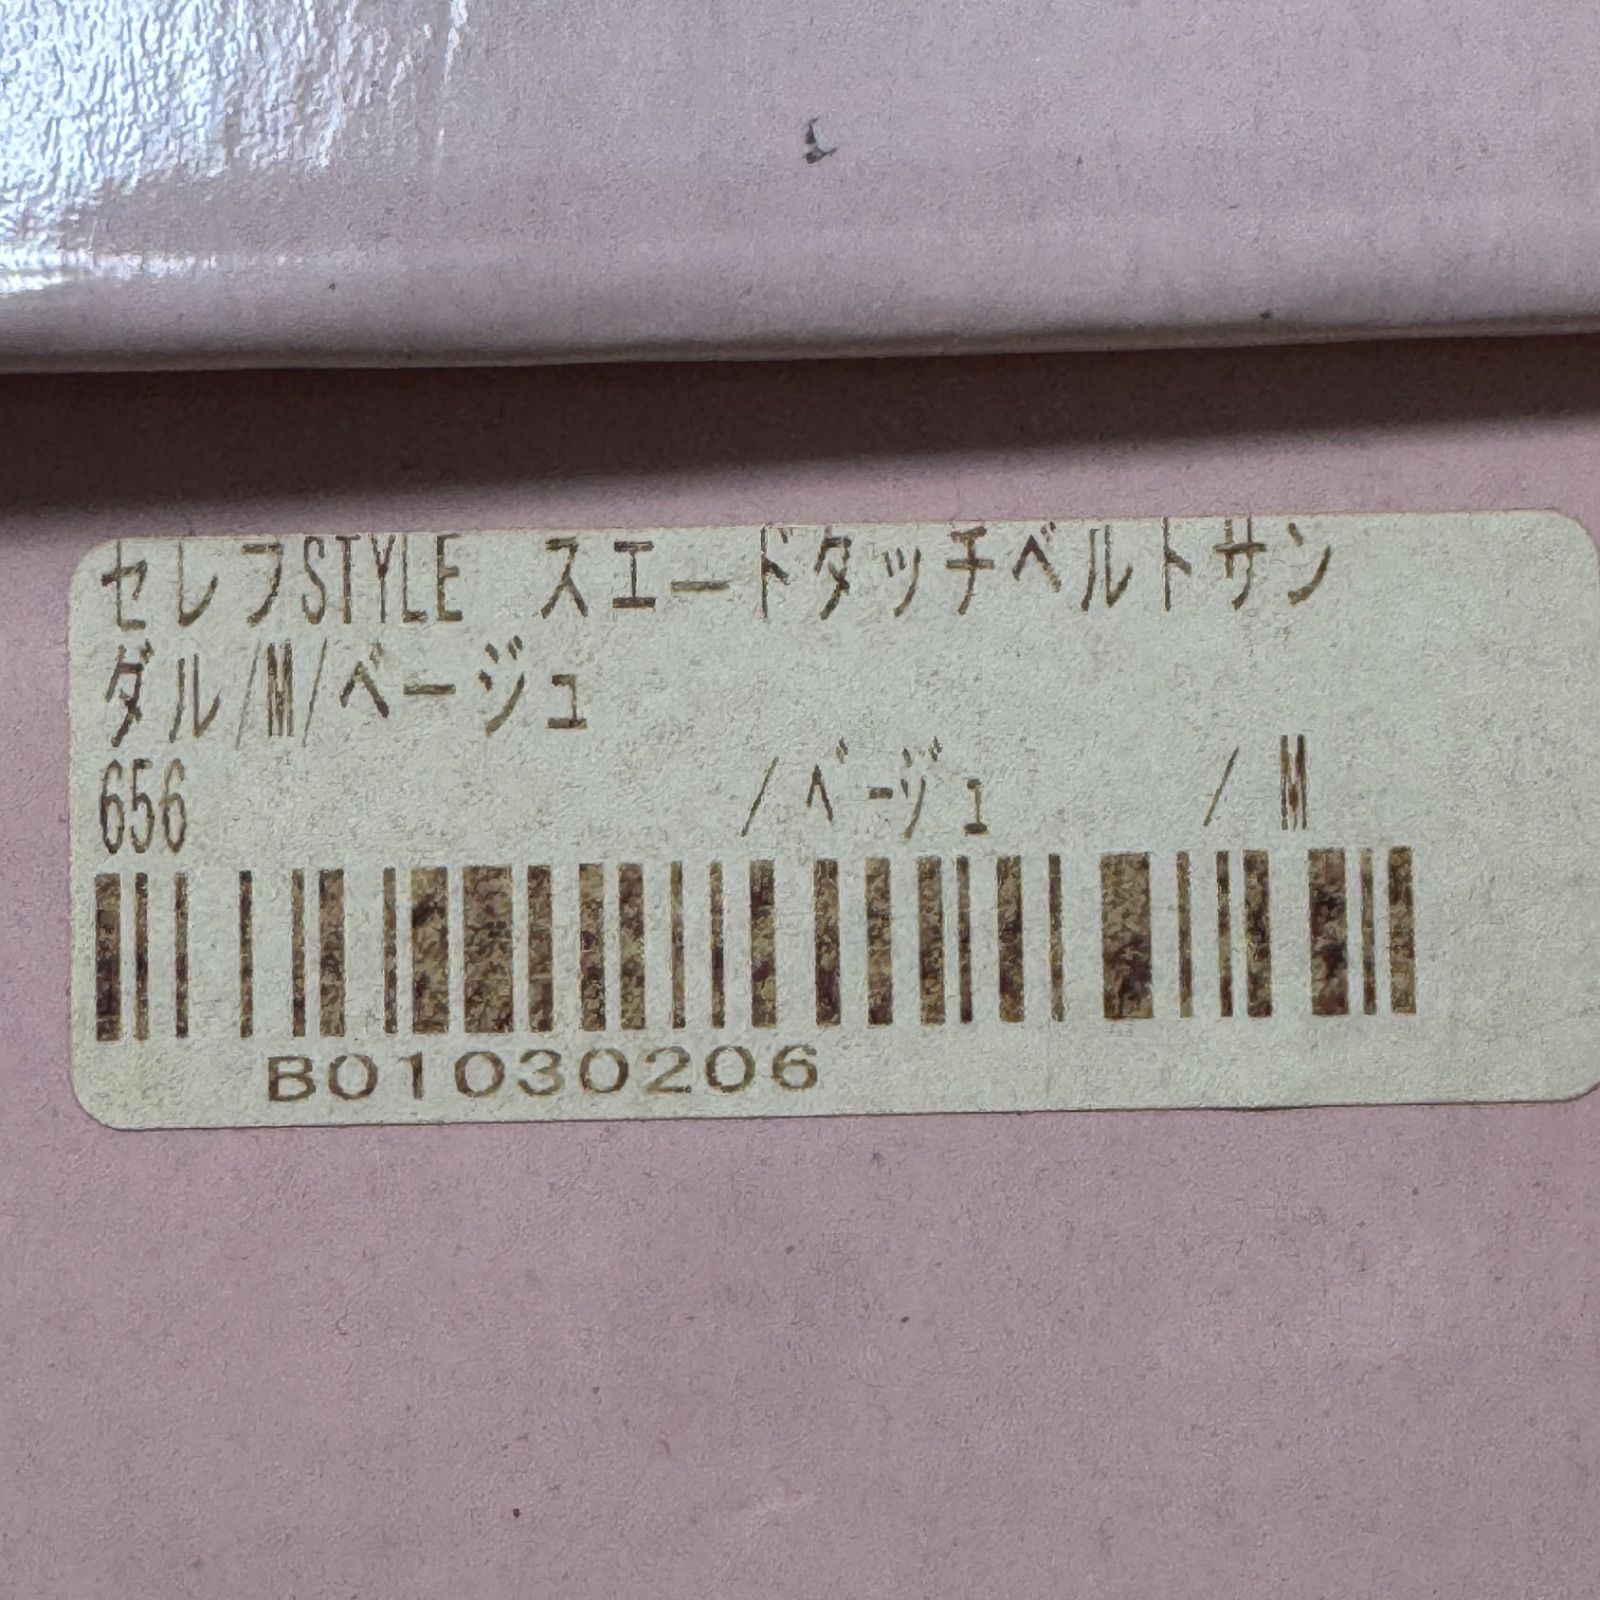 セレブSTYLE スエードタッチベルトサン
ダル/M/ベージュ
656 /ベージュ /M
B01030206